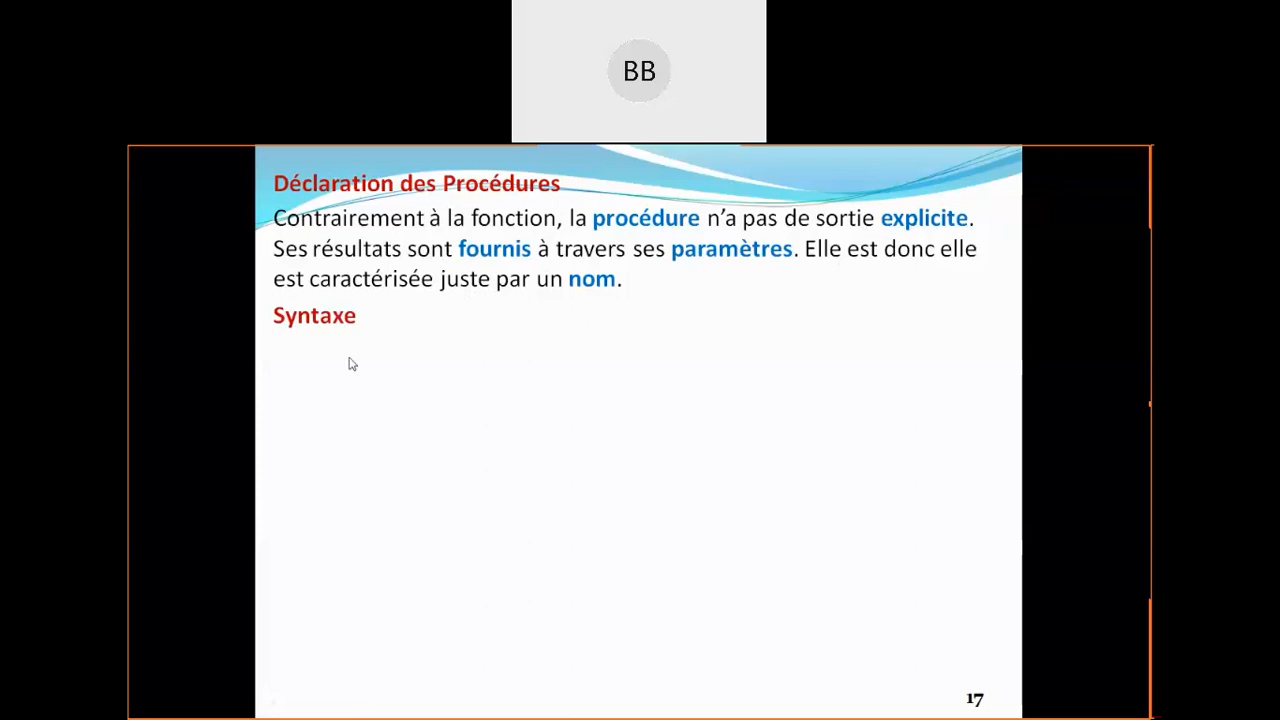 BB
Déclaration des Procédures
Contrairement à la fonction, la procédure n’a pas de sortie explicite.
Ses résultats sont fournis à travers ses paramètres. Elle est donc elle
est caractérisée juste par un nom.
Syntaxe
17